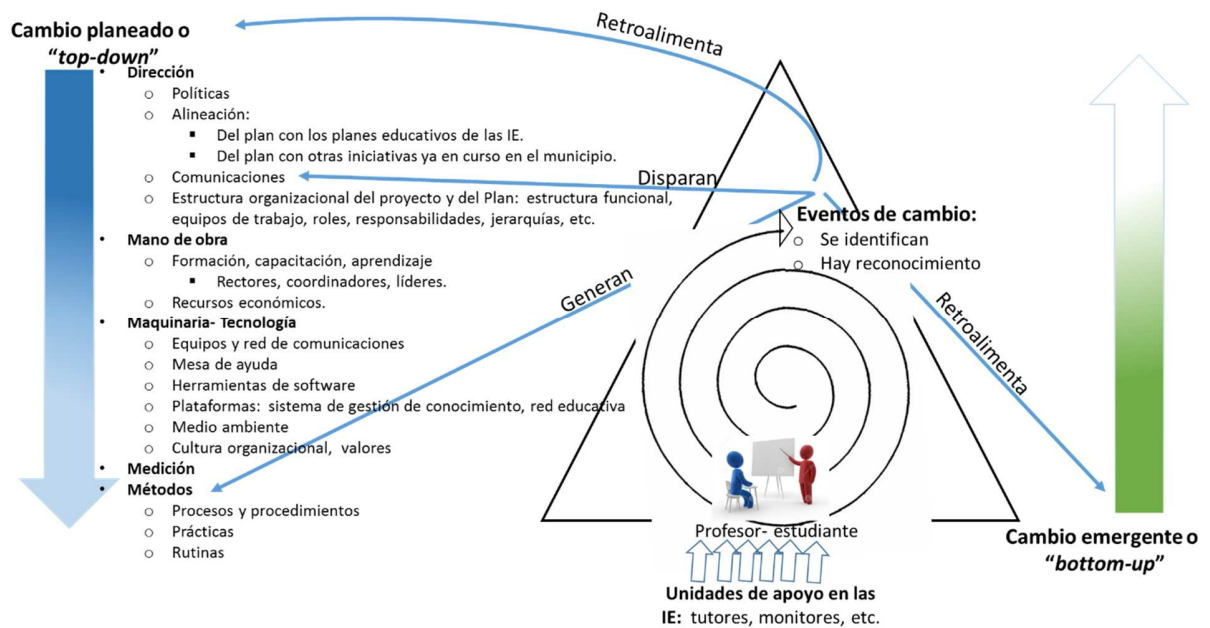 Cambio planeado o
“top-down”
• Dirección
o Políticas
o Alineación:
▪ Del plan con los planes educativos de las IE.
▪ Del plan con otras iniciativas ya en curso en el municipio.
o Comunicaciones
o Estructura organizacional del proyecto y del Plan: estructura funcional,
equipos de trabajo, roles, responsabilidades, jerarquías, etc.
• Mano de obra
o Formación, capacitación, aprendizaje
▪ Rectores, coordinadores, líderes.
o Recursos económicos.
• Maquinaria- Tecnología
o Equipos y red de comunicaciones
o Mesa de ayuda
o Herramientas de software
o Plataformas: sistema de gestión de conocimiento, red educativa
o Medio ambiente
o Cultura organizacional, valores
• Medición
• Métodos
o Procesos y procedimientos
o Prácticas
o Rutinas
Retroalimenta
Disparan
Generan
Eventos de cambio:
o Se identifican
o Hay reconocimiento
Retroalimenta
Profesor- estudiante
Unidades de apoyo en las
IE: tutores, monitores, etc.
Cambio emergente o
“bottom-up”